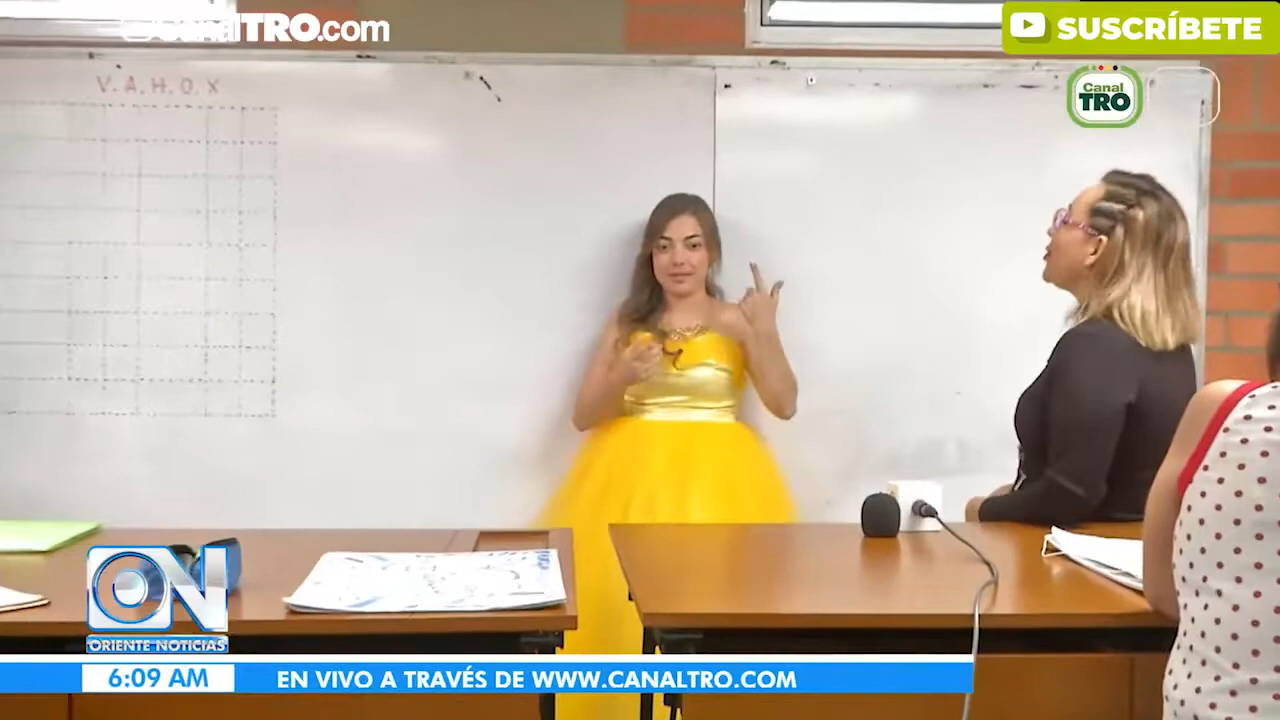 CanalTRO.com
SUSCRÍBETE
V. A. H. O. X
Canal
TRO
ON
ORIENTE NOTICIAS
6:09 AM
EN VIVO A TRAVÉS DE WWW.CANALTRO.COM